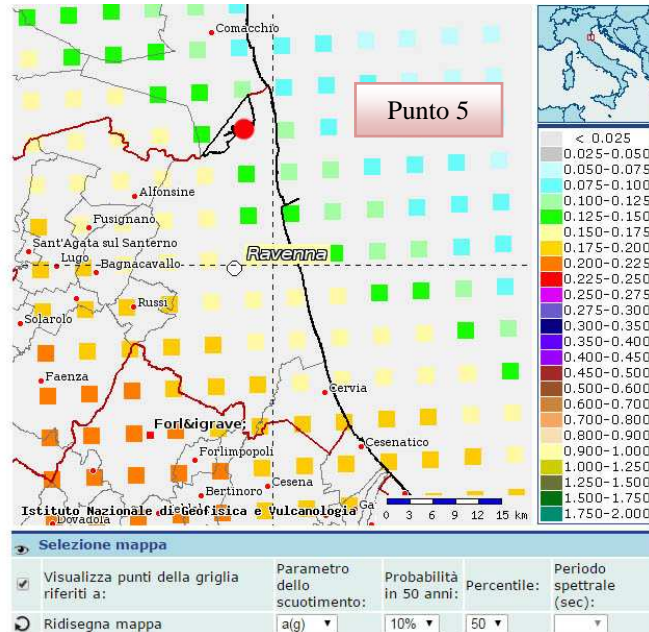 Comacchio
Punto 5
Alfonsine
Fusignano
Sant'Agata sul Santerno
Lugo
Bagnacavallo
Ravenna
Russi
Solarolo
Faenza
Cervia
Forl&igrave;
Cesenatico
Forlimpopoli
Bertinoro
Cesena
Istituto Nazionale di Geofisica e Vulcanologia
Ga
Dovadola
0 3 6 9 12 15 km
< 0.025
0.025-0.050
0.050-0.075
0.075-0.100
0.100-0.125
0.125-0.150
0.150-0.175
0.175-0.200
0.200-0.225
0.225-0.250
0.250-0.275
0.275-0.300
0.300-0.350
0.350-0.400
0.400-0.450
0.450-0.500
0.500-0.600
0.600-0.700
0.700-0.800
0.800-0.900
0.900-1.000
1.000-1.250
1.250-1.500
1.500-1.750
1.750-2.000
Selezione mappa
Visualizza punti della griglia riferiti a:
Parametro dello scuotimento:
Probabilità in 50 anni:
Percentile:
Periodo spettrale (sec):
Ridisegna mappa
a(g)
10%
50